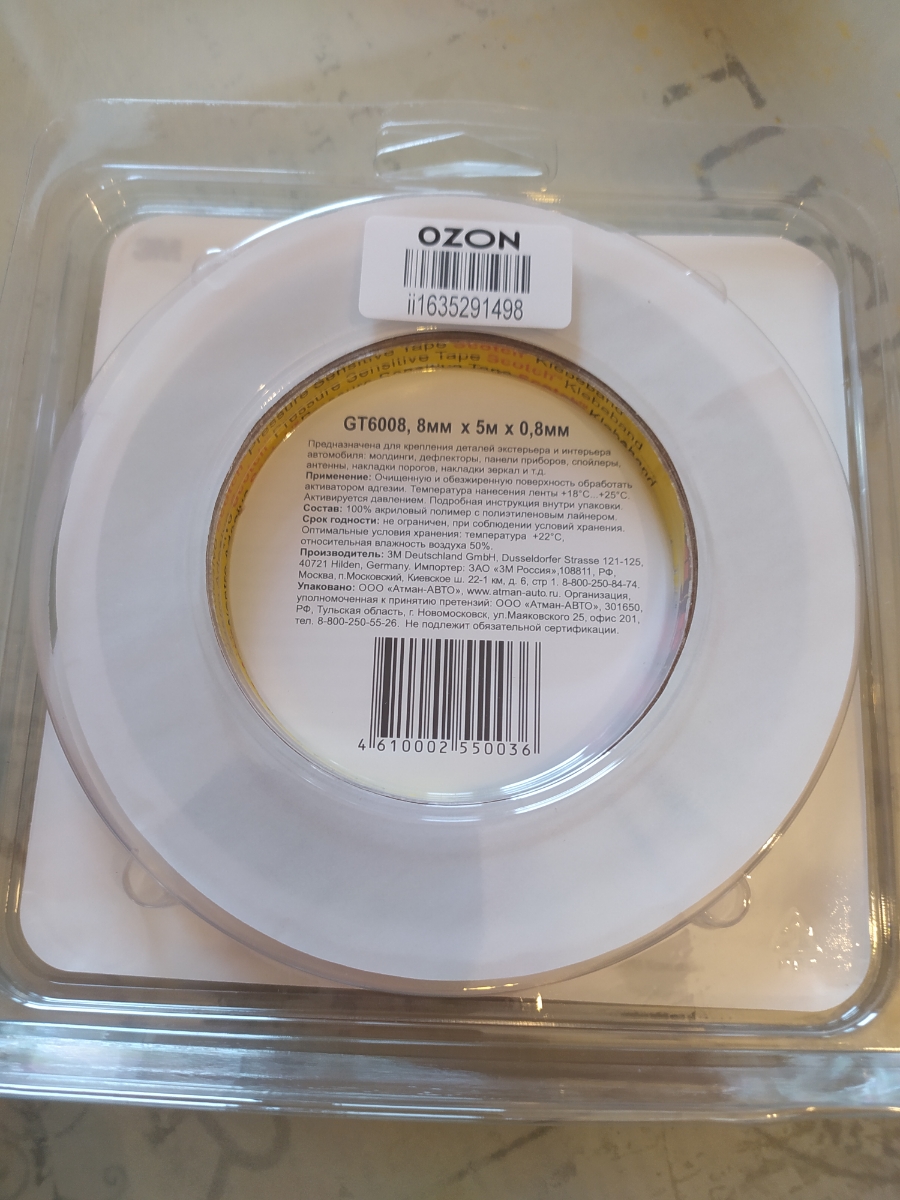 OZON
ii1635291498
Pressure Sensitive Tape Scotch Klebeband
GT6008, 8мм х 5м х 0,8мм
Предназначена для крепления деталей экстерьера и интерьера
автомобиля: молдинги, дефлекторы, панели приборов, спойлеры,
антенны, накладки порогов, накладки зеркал и т.д.
Применение: Очищенную и обезжиренную поверхность обработать
активатором адгезии. Температура нанесения ленты +18°С...+25°С.
Активируется давлением. Подробная инструкция внутри упаковки.
Состав: 100% акриловый полимер с полиэтиленовым лайнером.
Срок годности: не ограничен, при соблюдении условий хранения.
Оптимальные условия хранения: температура +22°С,
относительная влажность воздуха 50%.
Производитель: 3M Deutschland GmbH, Dusseldorfer Strasse 121-125,
40721 Hilden, Germany. Импортер: ЗАО «3М Россия»,108811, РФ,
Москва, п.Московский, Киевское ш. 22-1 км, д. 6, стр 1. 8-800-250-84-74.
Упаковано: ООО «Атман-АВТО», www.atman-auto.ru. Организация,
уполномоченная к принятию претензий: ООО «Атман-АВТО», 301650,
РФ, Тульская область, г. Новомосковск, ул.Маяковского 25, офис 201,
тел. 8-800-250-55-26. Не подлежит обязательной сертификации.
4 610002 550036